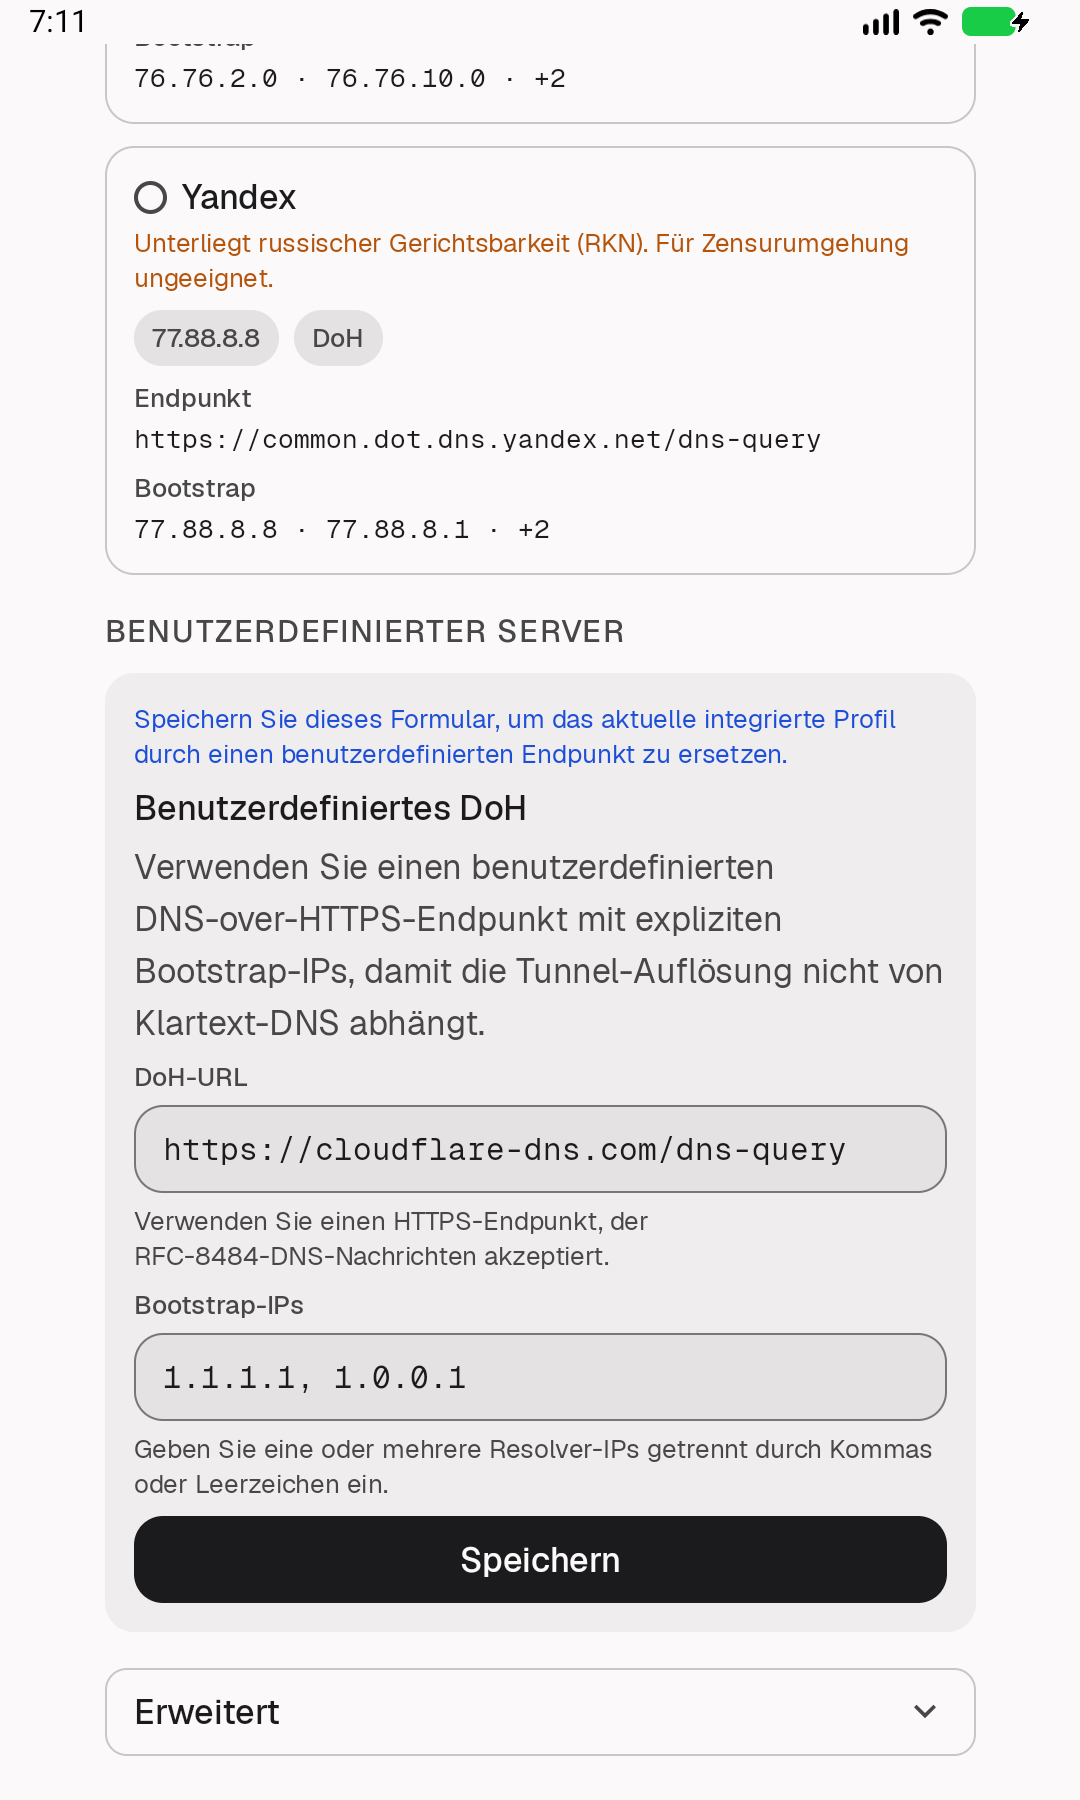 7:11
Bootstrap
76.76.2.0 · 76.76.10.0 · +2
Yandex
Unterliegt russischer Gerichtsbarkeit (RKN). Für Zensurumgehung
ungeeignet.
77.88.8.8 DoH
Endpunkt
https://common.dot.dns.yandex.net/dns-query
Bootstrap
77.88.8.8 · 77.88.8.1 · +2
BENUTZERDEFINIERTER SERVER
Speichern Sie dieses Formular, um das aktuelle integrierte Profil
durch einen benutzerdefinierten Endpunkt zu ersetzen.
Benutzerdefiniertes DoH
Verwenden Sie einen benutzerdefinierten
DNS-over-HTTPS-Endpunkt mit expliziten
Bootstrap-IPs, damit die Tunnel-Auflösung nicht von
Klartext-DNS abhängt.
DoH-URL
https://cloudflare-dns.com/dns-query
Verwenden Sie einen HTTPS-Endpunkt, der
RFC-8484-DNS-Nachrichten akzeptiert.
Bootstrap-IPs
1.1.1.1, 1.0.0.1
Geben Sie eine oder mehrere Resolver-IPs getrennt durch Kommas
oder Leerzeichen ein.
Speichern
Erweitert